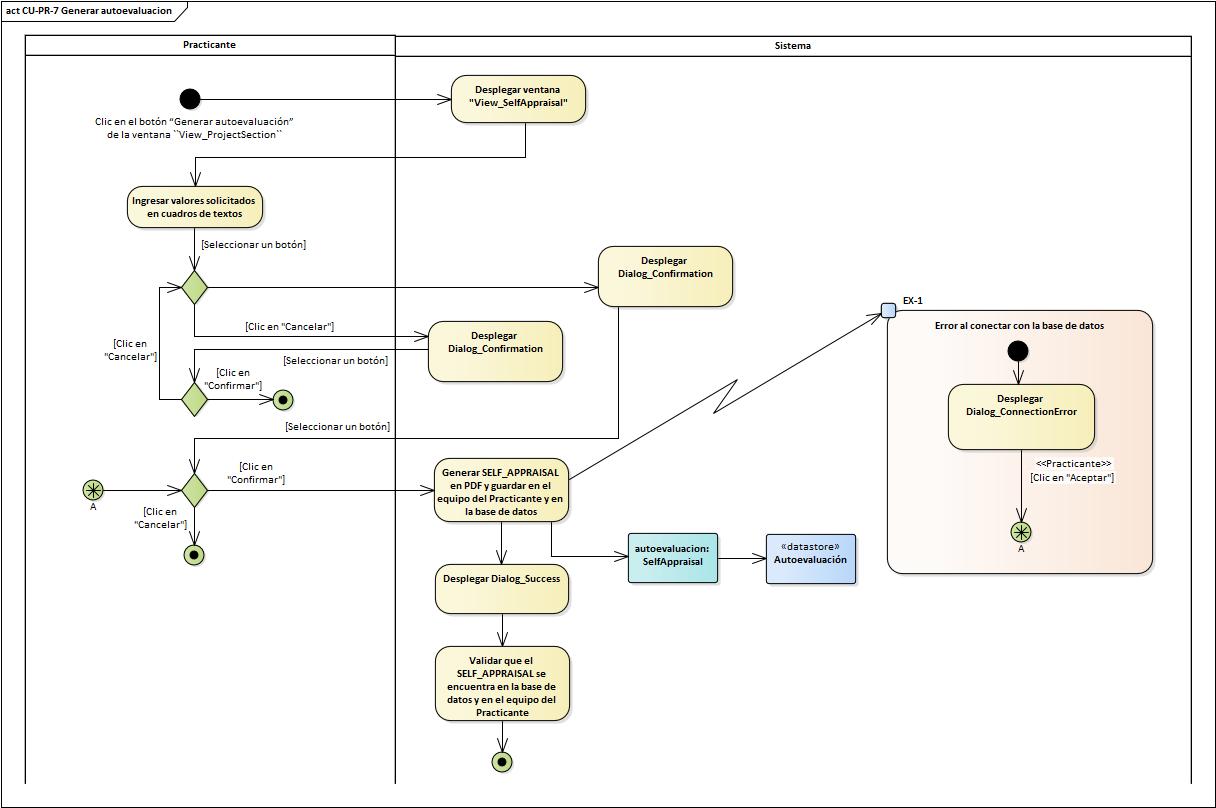 act CU-PR-7 Generar autoevaluacion
Practicante
Sistema
Desplegar ventana
"View_SelfAppraisal"
Clic en el botón “Generar autoevaluación”
de la ventana ``View_ProjectSection``
Ingresar valores solicitados
en cuadros de textos
[Seleccionar un botón]
Desplegar
Dialog_Confirmation
[Clic en "Cancelar"]
Desplegar
Dialog_Confirmation
[Clic en
"Cancelar"]
[Seleccionar un botón]
[Clic en
"Confirmar"]
EX-1
Error al conectar con la base de datos
Desplegar
Dialog_ConnectionError
<<Practicante>>
[Clic en "Aceptar"]
A
[Seleccionar un botón]
[Clic en
"Confirmar"]
A
[Clic en
"Cancelar"]
Generar SELF_APPRAISAL
en PDF y guardar en el
equipo del Practicante y en
la base de datos
autoevaluacion:
SelfAppraisal
«datastore»
Autoevaluación
Desplegar Dialog_Success
Validar que el
SELF_APPRAISAL se
encuentra en la base de
datos y en el equipo del
Practicante